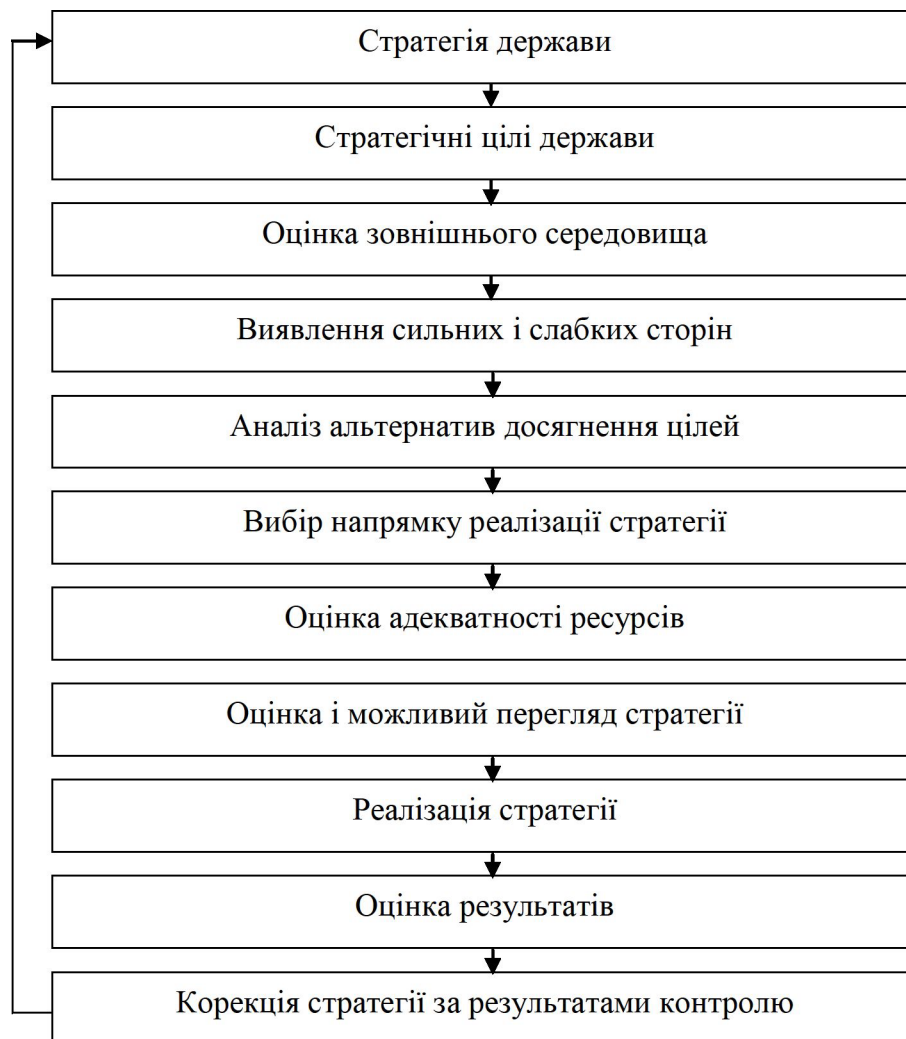 Стратегія держави
Стратегічні цілі держави
Оцінка зовнішнього середовища
Виявлення сильних і слабких сторін
Аналіз альтернатив досягнення цілей
Вибір напрямку реалізації стратегії
Оцінка адекватності ресурсів
Оцінка і можливий перегляд стратегії
Реалізація стратегії
Оцінка результатів
Корекція стратегії за результатами контролю